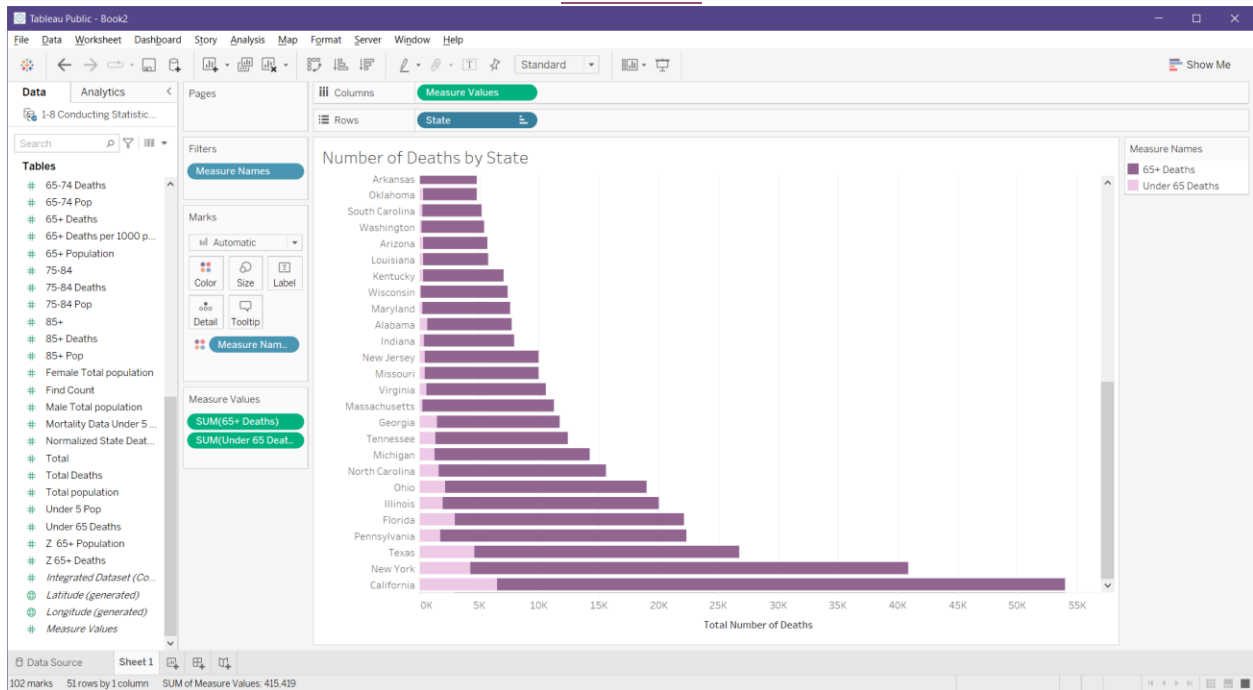 Tableau Public - Book2
File Data Worksheet Dashboard Story Analysis Map Format Server Window Help
Standard
Show Me
Data Analytics
1-8 Conducting Statistic...
Search
Tables
65-74 Deaths
65-74 Pop
65+ Deaths
65+ Deaths per 1000 p...
65+ Population
75-84
75-84 Deaths
75-84 Pop
85+
85+ Deaths
85+ Pop
Female Total population
Find Count
Male Total population
Mortality Data Under 5 ...
Normalized State Deat...
Total
Total Deaths
Total population
Under 5 Pop
Under 65 Deaths
Z 65+ Population
Z 65+ Deaths
Integrated Dataset (Co...
Latitude (generated)
Longitude (generated)
Measure Values
Pages
Filters
Measure Names
Marks
Automatic
Color Size Label
Detail Tooltip
Measure Nam..
Measure Values
SUM(65+ Deaths)
SUM(Under 65 Deat..
Columns Measure Values
Rows State
Number of Deaths by State
Arkansas
Oklahoma
South Carolina
Washington
Arizona
Louisiana
Kentucky
Wisconsin
Maryland
Alabama
Indiana
New Jersey
Missouri
Virginia
Massachusetts
Georgia
Tennessee
Michigan
North Carolina
Ohio
Illinois
Florida
Pennsylvania
Texas
New York
California
0K 5K 10K 15K 20K 25K 30K 35K 40K 45K 50K 55K
Total Number of Deaths
Measure Names
65+ Deaths
Under 65 Deaths
Data Source Sheet 1
102 marks 51 rows by 1 column SUM of Measure Values: 415,419